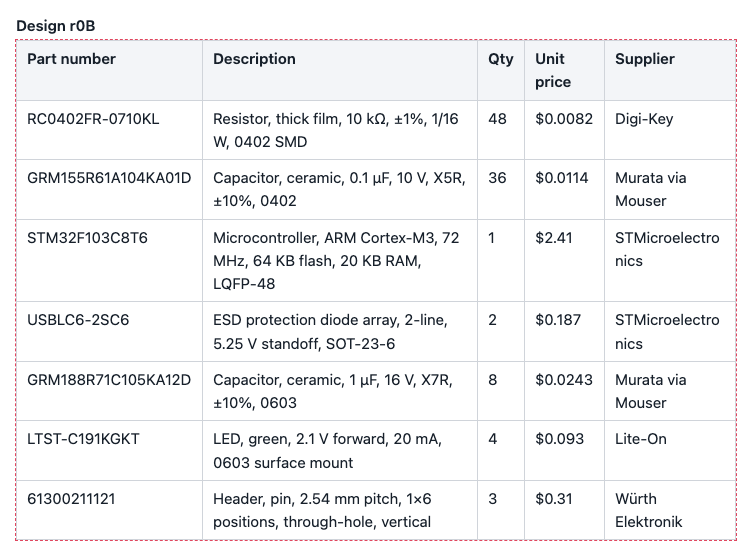 Design r0B
Part number Description Qty Unit price Supplier
RC0402FR-0710KL Resistor, thick film, 10 kΩ, ±1%, 1/16 W, 0402 SMD 48 $0.0082 Digi-Key
GRM155R61A104KA01D Capacitor, ceramic, 0.1 µF, 10 V, X5R, ±10%, 0402 36 $0.0114 Murata via Mouser
STM32F103C8T6 Microcontroller, ARM Cortex-M3, 72 MHz, 64 KB flash, 20 KB RAM, LQFP-48 1 $2.41 STMicroelectronics
USBLC6-2SC6 ESD protection diode array, 2-line, 5.25 V standoff, SOT-23-6 2 $0.187 STMicroelectronics
GRM188R71C105KA12D Capacitor, ceramic, 1 µF, 16 V, X7R, ±10%, 0603 8 $0.0243 Murata via Mouser
LTST-C191KGKT LED, green, 2.1 V forward, 20 mA, 0603 surface mount 4 $0.093 Lite-On
61300211121 Header, pin, 2.54 mm pitch, 1×6 positions, through-hole, vertical 3 $0.31 Würth Elektronik